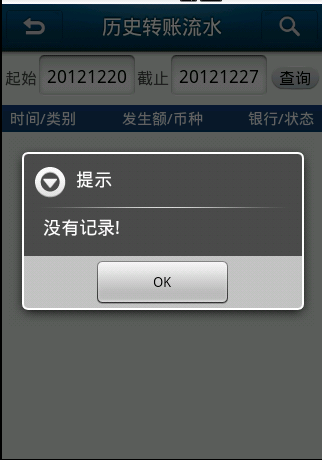 历史转账流水
起始 20121220 截止 20121227 查询
时间/类别 发生额/币种 银行/状态
提示
没有记录!
OK